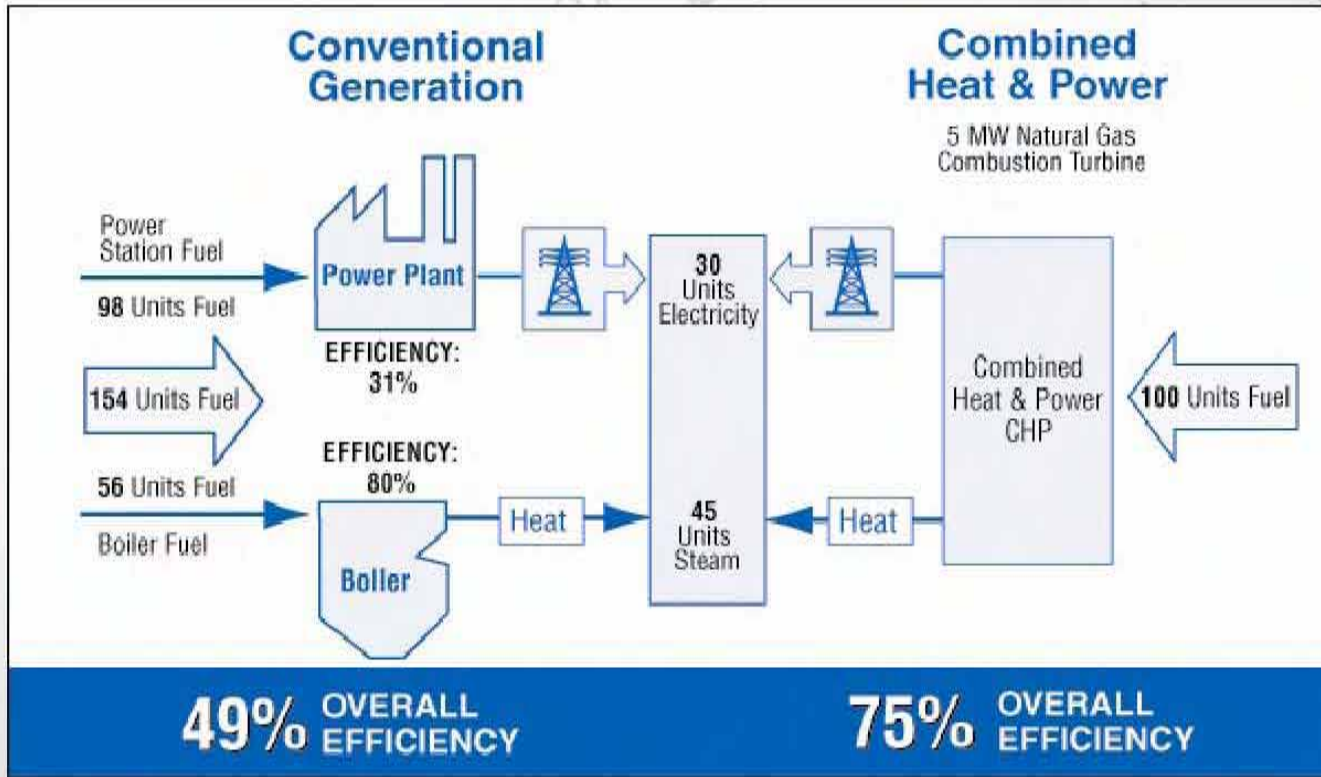 Conventional
Generation
Combined
Heat & Power
5 MW Natural Gas
Combustion Turbine
Power
Station Fuel
98 Units Fuel
Power Plant
EFFICIENCY:
31%
154 Units Fuel
EFFICIENCY:
80%
56 Units Fuel
Boiler Fuel
Boiler
Heat
30
Units
Electricity
45
Units
Steam
Heat
Combined
Heat & Power
CHP
100 Units Fuel
49% OVERALL
EFFICIENCY
75% OVERALL
EFFICIENCY